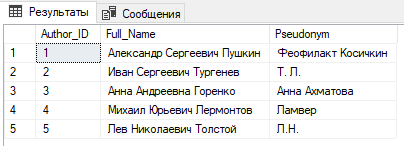 Результаты Сообщения
Author_ID Full_Name Pseudonym
1 1 Александр Сергеевич Пушкин Феофилакт Косичкин
2 2 Иван Сергеевич Тургенев Т. Л.
3 3 Анна Андреевна Горенко Анна Ахматова
4 4 Михаил Юрьевич Лермонтов Ламвер
5 5 Лев Николаевич Толстой Л.Н.